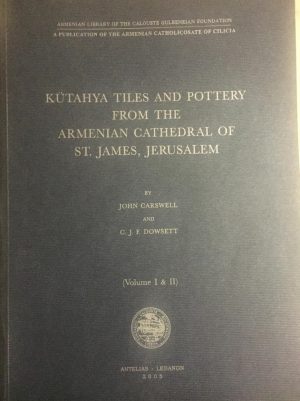 ARMENIAN LIBRARY OF THE CALOUSTE GULBENKIAN FOUNDATION
A PUBLICATION OF THE ARMENIAN CATHOLICOSATE OF CILICIA
KÜTAHYA TILES AND POTTERY
FROM THE
ARMENIAN CATHEDRAL OF
ST. JAMES, JERUSALEM
BY
JOHN CARSWELL
AND
C. J. F. DOWSETT
(Volume I & II)
ANTELIAS - LEBANON
2005